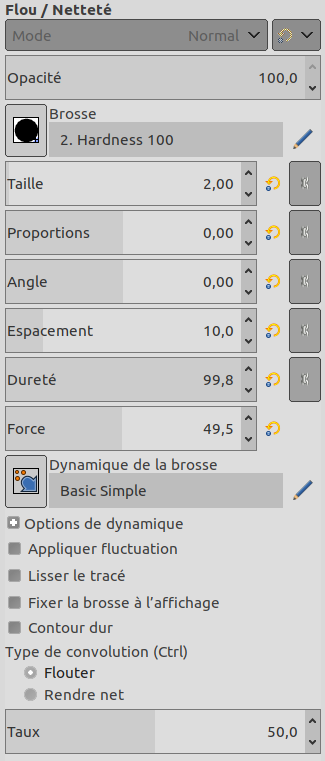 Flou / Netteté
Mode Normal
Opacité 100,0
Brosse
2. Hardness 100
Taille 2,00
Proportions 0,00
Angle 0,00
Espacement 10,0
Dureté 99,8
Force 49,5
Dynamique de la brosse
Basic Simple
Options de dynamique
Appliquer fluctuation
Lisser le tracé
Fixer la brosse à l’affichage
Contour dur
Type de convolution (Ctrl)
Flouter
Rendre net
Taux 50,0